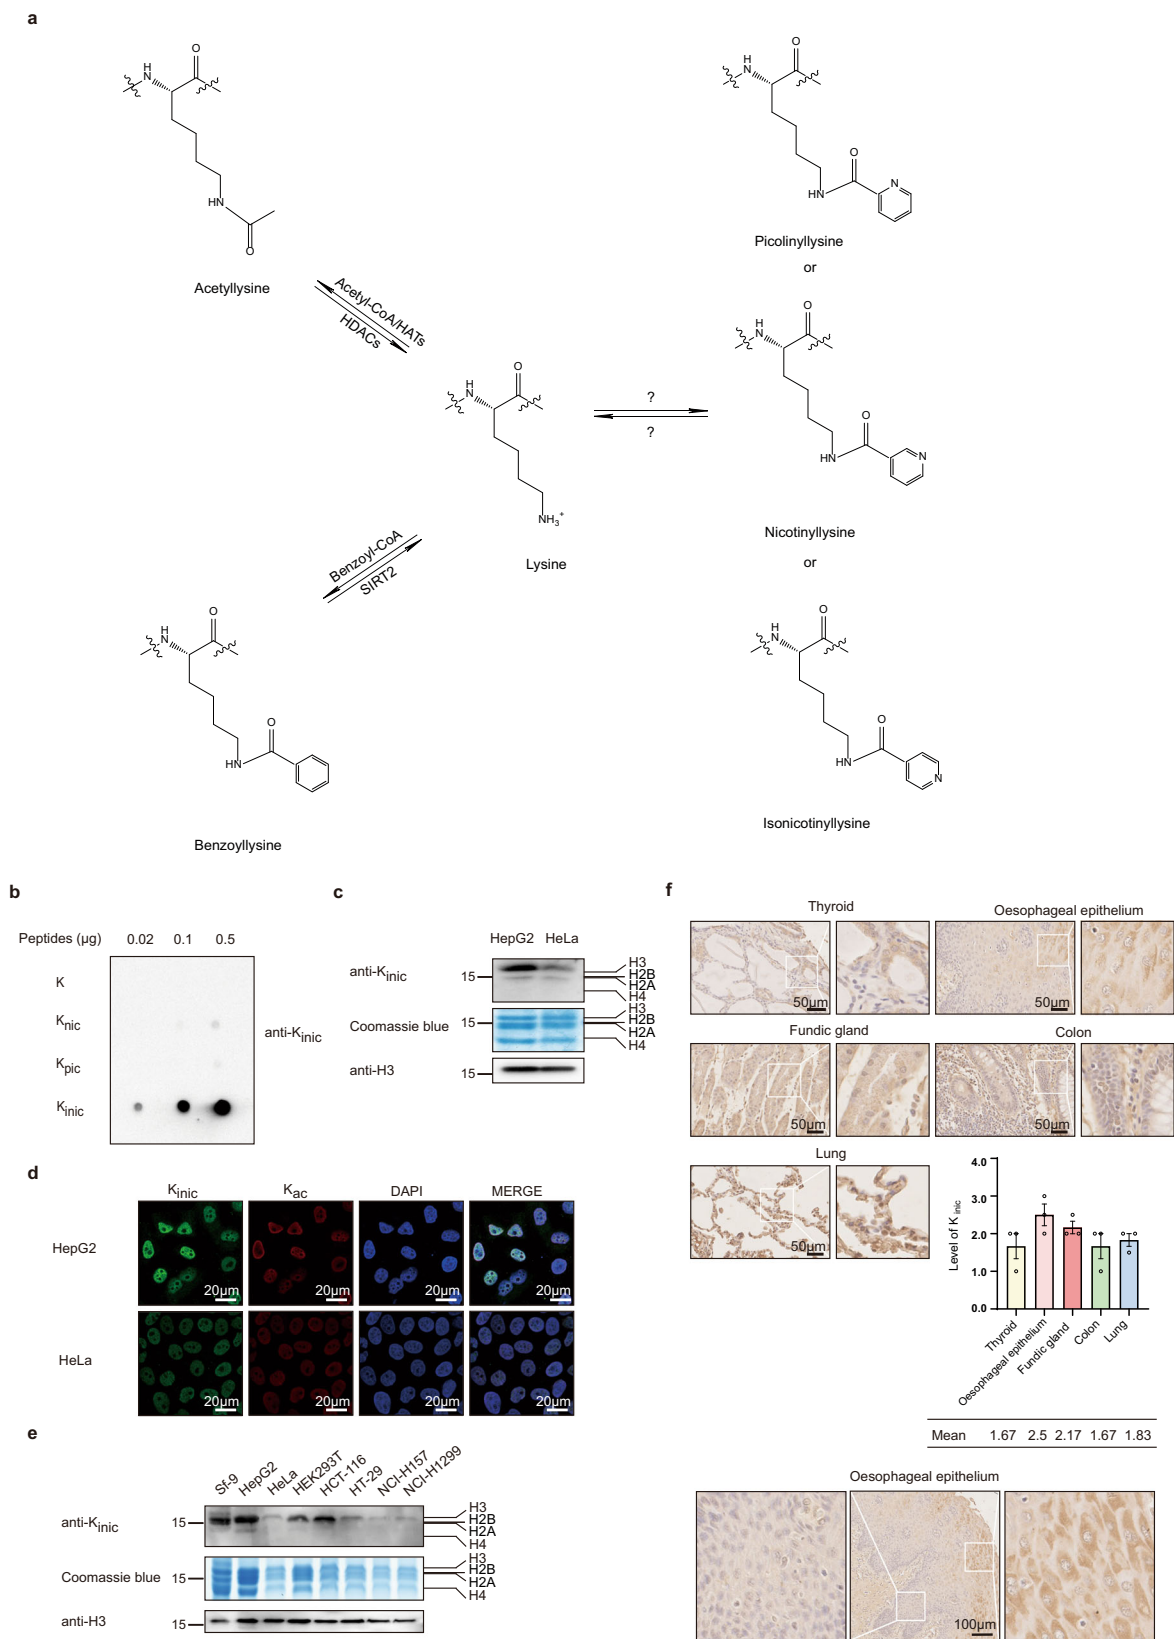 a
H
N
O
HN
O
Acetyllysine
Acetyl-CoA/HATs
HDACs
H
N
O
NH3+
Lysine
?
?
Benzoyl-CoA
SIRT2
H
N
O
O
HN
Benzoyllysine
H
N
O
O
HN
N
Picolinyllysine
or
H
N
O
O
HN
N
Nicotinyllysine
or
H
N
O
O
HN
N
Isonicotinyllysine
b
Peptides (µg) 0.02 0.1 0.5
K
Knic
Kpic
Kinic
anti-Kinic
c
HepG2 HeLa
anti-Kinic 15
H3
H2B
H2A
H4
Coomassie blue 15
H3
H2B
H2A
H4
anti-H3 15
d
Kinic Kac DAPI MERGE
HepG2
20µm 20µm 20µm 20µm
HeLa
20µm 20µm 20µm 20µm
e
Sf-9 HepG2 HeLa HEK293T HCT-116 HT-29 NCI-H157 NCI-H1299
anti-Kinic 15
H3
H2B
H2A
H4
Coomassie blue 15
H3
H2B
H2A
H4
anti-H3 15
f
Thyroid Oesophageal epithelium
50µm 50µm
Fundic gland Colon
50µm 50µm
Lung
50µm
Level of K inic
4.0
3.0
2.0
1.0
0.0
Thyroid
Oesophageal epithelium
Fundic gland
Colon
Lung
Mean 1.67 2.5 2.17 1.67 1.83
Oesophageal epithelium
100µm